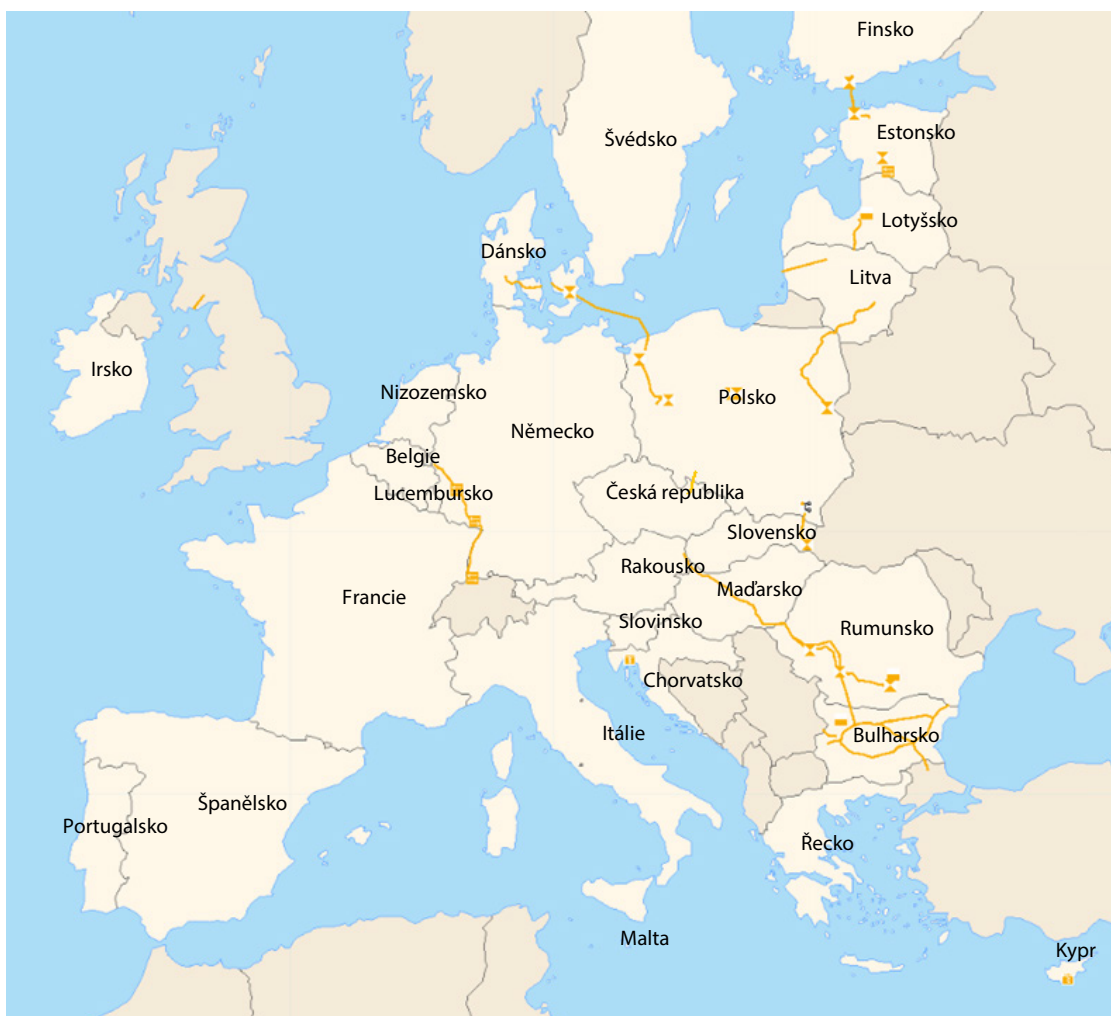 Finsko
Švédsko
Estonsko
Lotyšsko
Dánsko
Litva
Irsko
Nizozemsko
Polsko
Německo
Belgie
Lucembursko
Česká republika
Slovensko
Rakousko
Maďarsko
Francie
Slovinsko
Rumunsko
Chorvatsko
Itálie
Bulharsko
Španělsko
Portugalsko
Řecko
Malta
Kypr